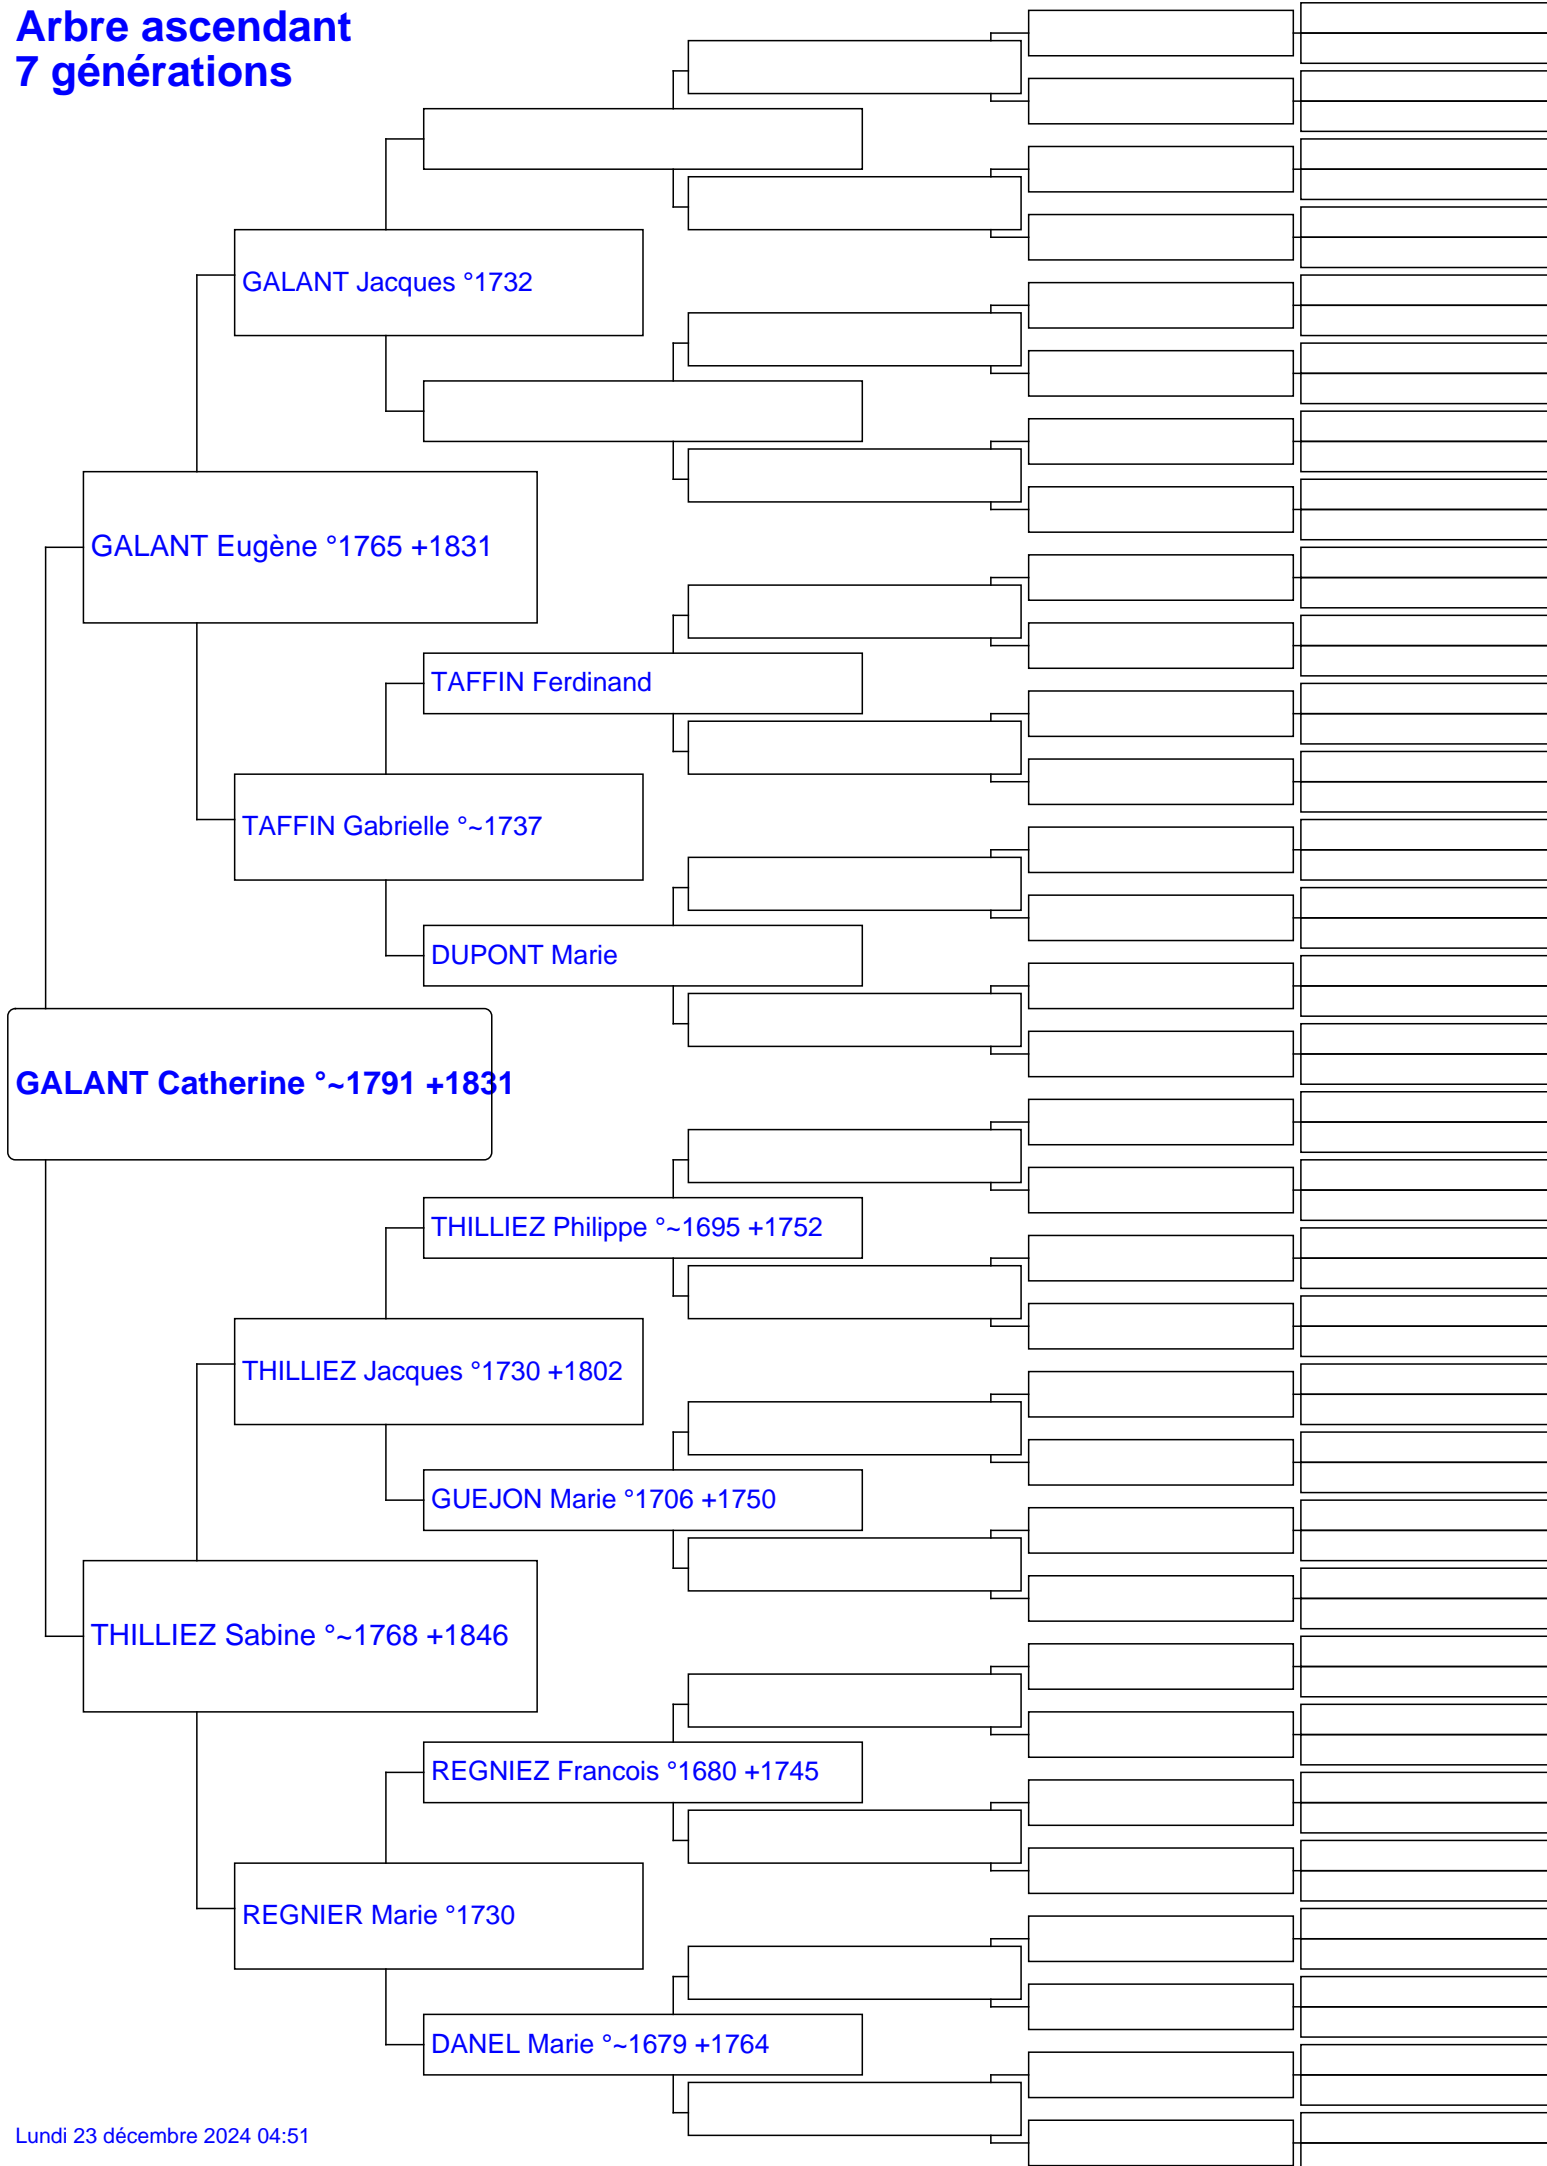 Arbre ascendant
7 générations
GALANT Jacques °1732
GALANT Eugène °1765 +1831
TAFFIN Ferdinand
TAFFIN Gabrielle °~1737
DUPONT Marie
GALANT Catherine °~1791 +1831
THILLIEZ Philippe °~1695 +1752
THILLIEZ Jacques °1730 +1802
GUEJON Marie °1706 +1750
THILLIEZ Sabine °~1768 +1846
REGNIEZ Francois °1680 +1745
REGNIER Marie °1730
DANEL Marie °~1679 +1764
Lundi 23 décembre 2024 04:51